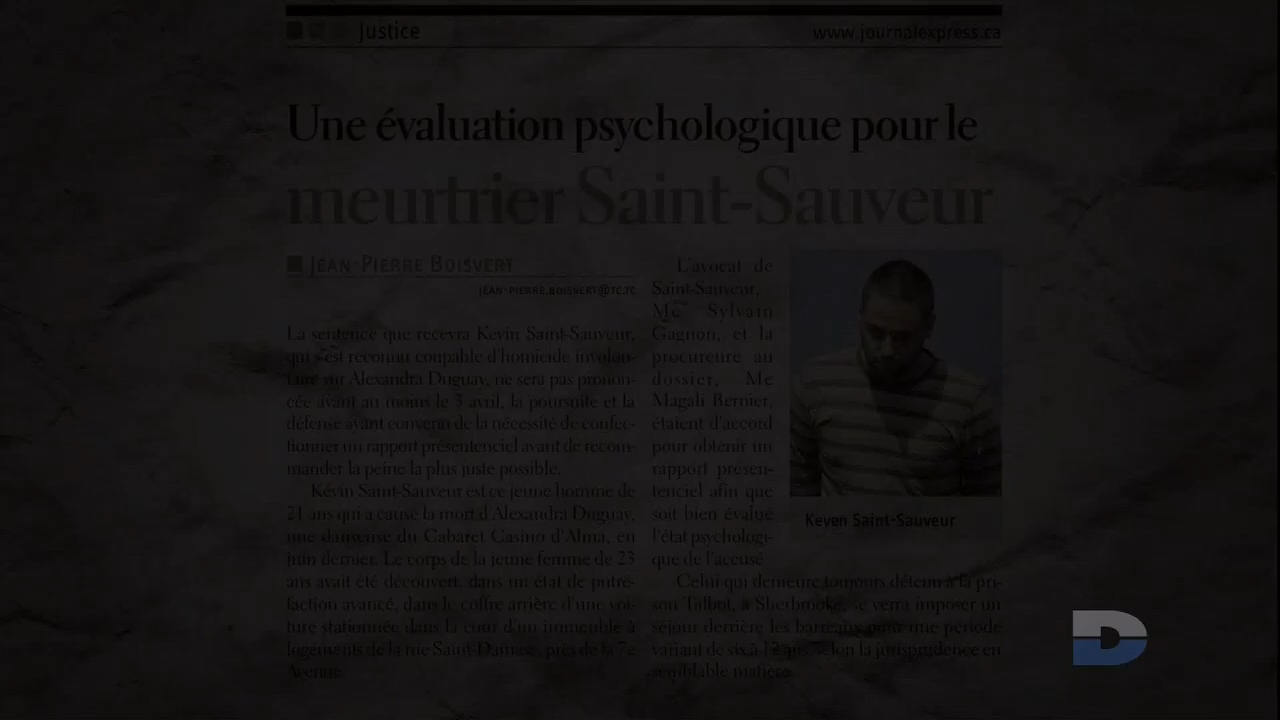 Justice
www.journalexpress.ca
Une évaluation psychologique pour le
meurtrier Saint-Sauveur
JEAN-PIERRE BOISVERT
JEAN-PIERRE.BOISVERT@TC.TC
La sentence que recevra Kevin Saint-Sauveur,
qui s'est reconnu coupable d'homicide involon-
taire sur Alexandra Duguay, ne sera pas pronon-
cée avant au moins le 3 avril, la poursuite et la
défense ayant convenu de la nécessité de confec-
tionner un rapport présentenciel avant de recom-
mander la peine la plus juste possible.
Kévin Saint-Sauveur est ce jeune homme de
21 ans qui a causé la mort d'Alexandra Duguay,
une danseuse du Cabaret Casino d'Alma, en
juin dernier. Le corps de la jeune femme de 23
ans avait été découvert, dans un état de putré-
faction avancé, dans le coffre arrière d'une voi-
ture stationnée dans la cour d'un immeuble à
logements de la rue Saint-Damase, près de la 7e
Avenue.
L'avocat de
Saint-Sauveur,
Me Sylvain
Gagnon, et la
procureure au
dossier, Me
Magali Bernier,
étaient d'accord
pour obtenir un
rapport présen-
tenciel afin que
soit bien évalué
l'état psychologi-
que de l'accusé
Keven Saint-Sauveur
Celui qui demeure toujours détenu à la pri-
son Talbot, à Sherbrooke, se verra imposer un
séjour derrière les barreaux pour une période
variant de six à 12 ans selon la jurisprudence en
semblable matière.
D